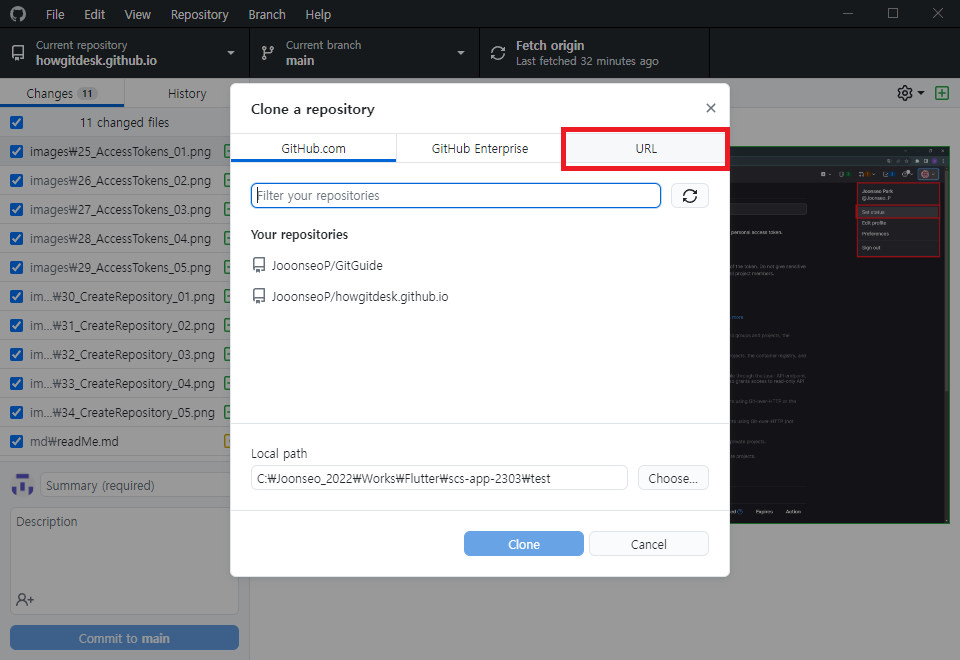 File Edit View Repository Branch Help
Current repository
howgitdesk.github.io
Current branch
main
Fetch origin
Last fetched 32 minutes ago
Changes 11
History
11 changed files
images₩25_AccessTokens_01.png
images₩26_AccessTokens_02.png
images₩27_AccessTokens_03.png
images₩28_AccessTokens_04.png
images₩29_AccessTokens_05.png
im...₩30_CreateRepository_01.png
im...₩31_CreateRepository_02.png
im...₩32_CreateRepository_03.png
im...₩33_CreateRepository_04.png
im...₩34_CreateRepository_05.png
md₩readMe.md
Summary (required)
Description
Commit to main
Clone a repository
GitHub.com
GitHub Enterprise
URL
Filter your repositories
Your repositories
JooonseoP/GitGuide
JooonseoP/howgitdesk.github.io
Local path
C:₩Joonseo_2022₩Works₩Flutter₩scs-app-2303₩test
Choose...
Clone
Cancel
Joonseo Park
Set status
Edit profile
Preferences
Sign out
personal access token.
Action